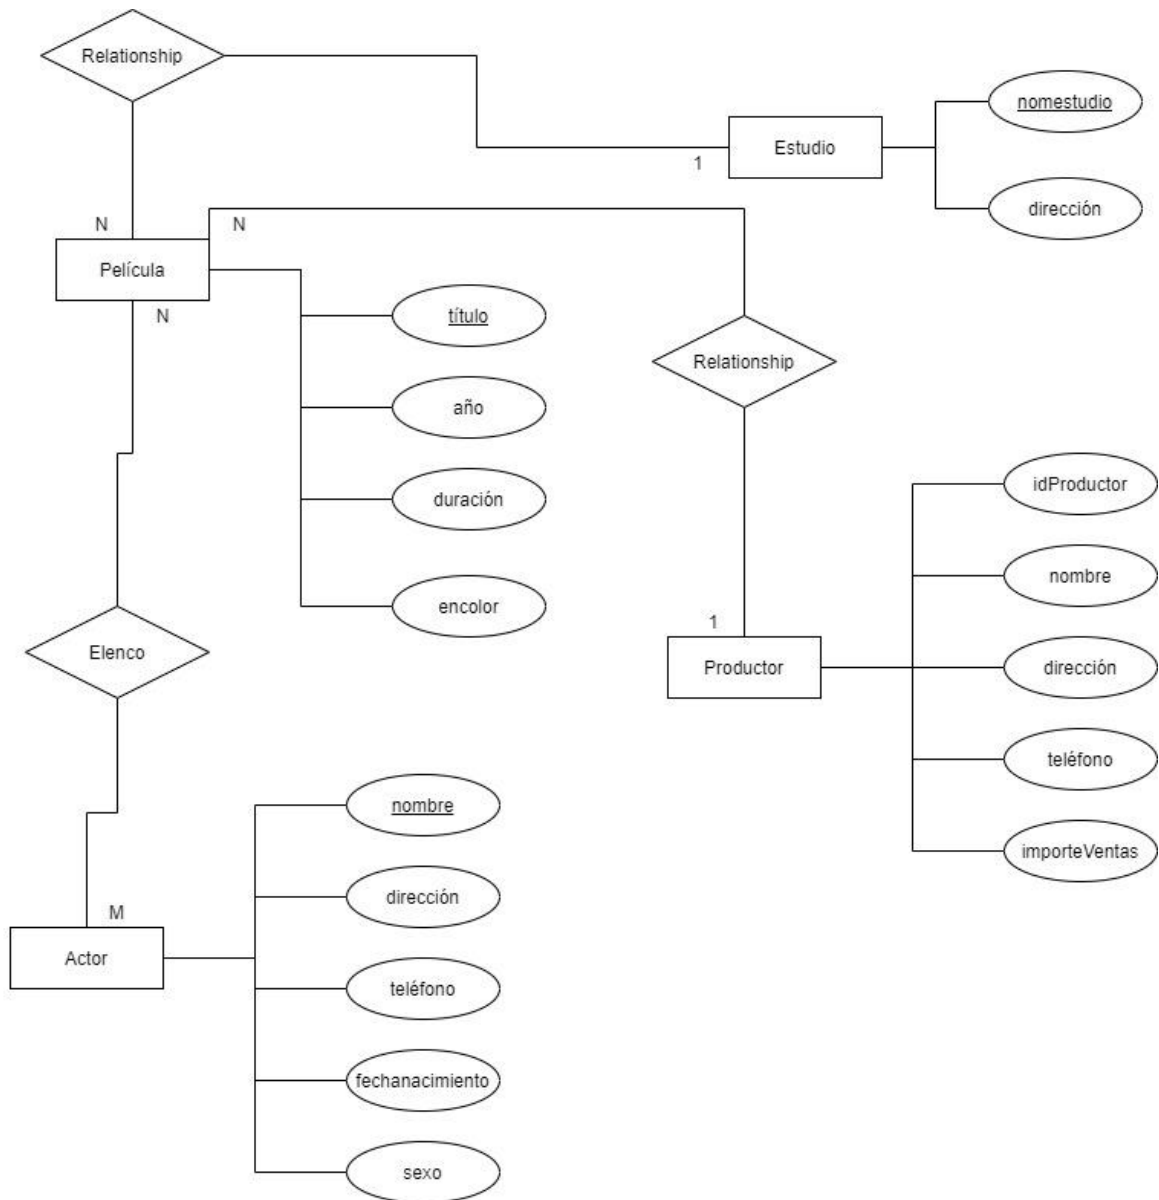 Relationship
nomestudio
Estudio
1
dirección
N
N
Película
N
título
Relationship
año
idProductor
duración
nombre
encolor
1
Elenco
Productor
dirección
teléfono
nombre
importeVentas
dirección
M
Actor
teléfono
fechanacimiento
sexo